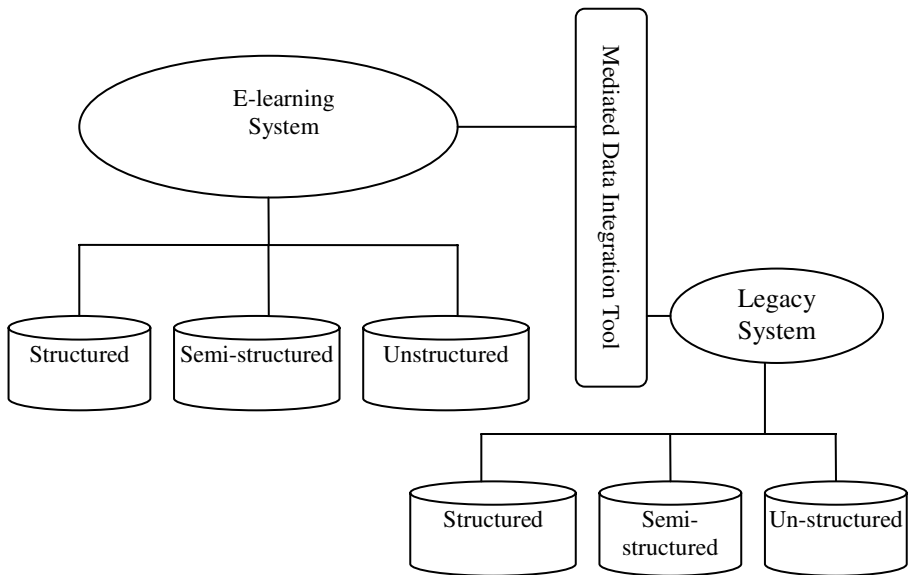 E-learning
System
Mediated Data Integration Tool
Legacy
System
Structured
Semi-structured
Unstructured
Structured
Semi-
structured
Un-structured